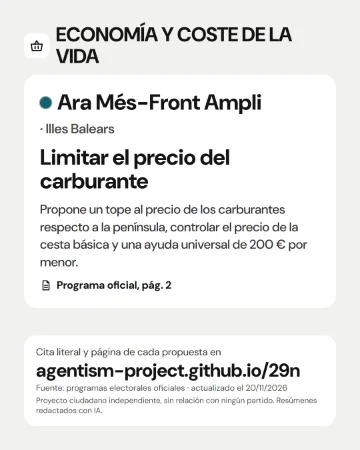 ECONOMÍA Y COSTE DE LA
VIDA
Ara Més-Front Ampli
· Illes Balears
Limitar el precio del
carburante
Propone un tope al precio de los carburantes
respecto a la península, controlar el precio de la
cesta básica y una ayuda universal de 200 € por
menor.
Programa oficial, pág. 2
Cita literal y página de cada propuesta en
agentism-project.github.io/29n
Fuente: programas electorales oficiales · actualizado el 20/11/2026
Proyecto ciudadano independiente, sin relación con ningún partido. Resúmenes
redactados con IA.